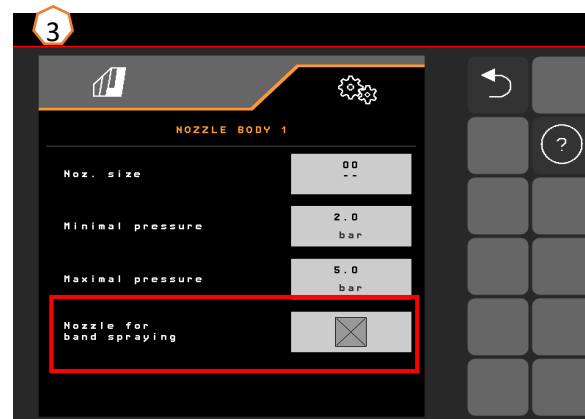 3
NOZZLE BODY 1
Noz. size
00
--
Minimal pressure
2.0
bar
Maximal pressure
5.0
bar
Nozzle for
band spraying
?